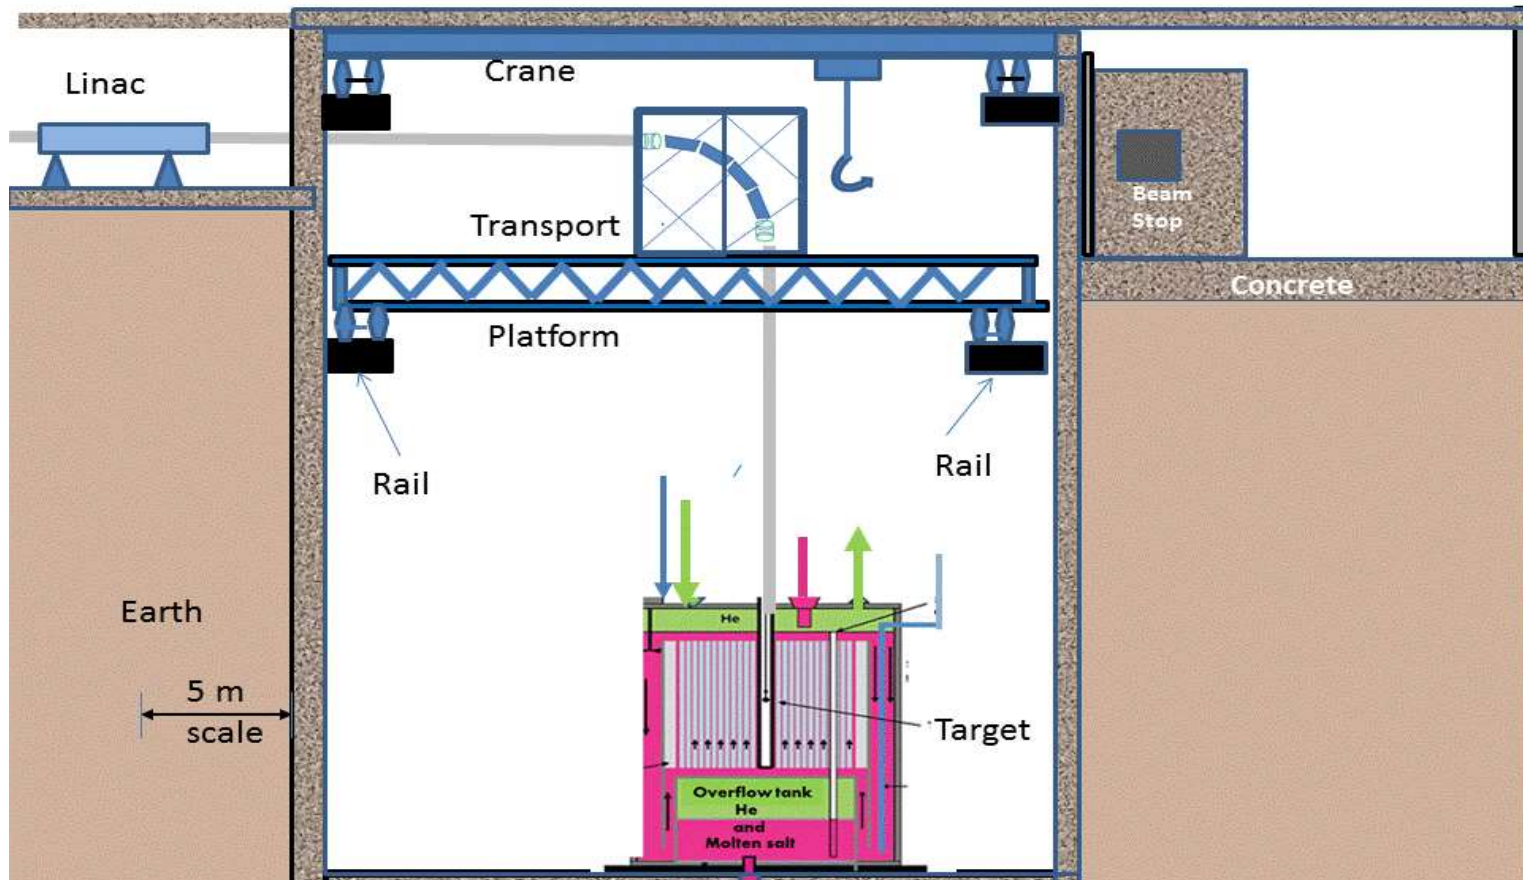 Linac
Crane
Beam
Stop
Transport
Concrete
Platform
Rail
Rail
Earth
He
5 m
scale
Target
Overflow tank
He
and
Molten salt